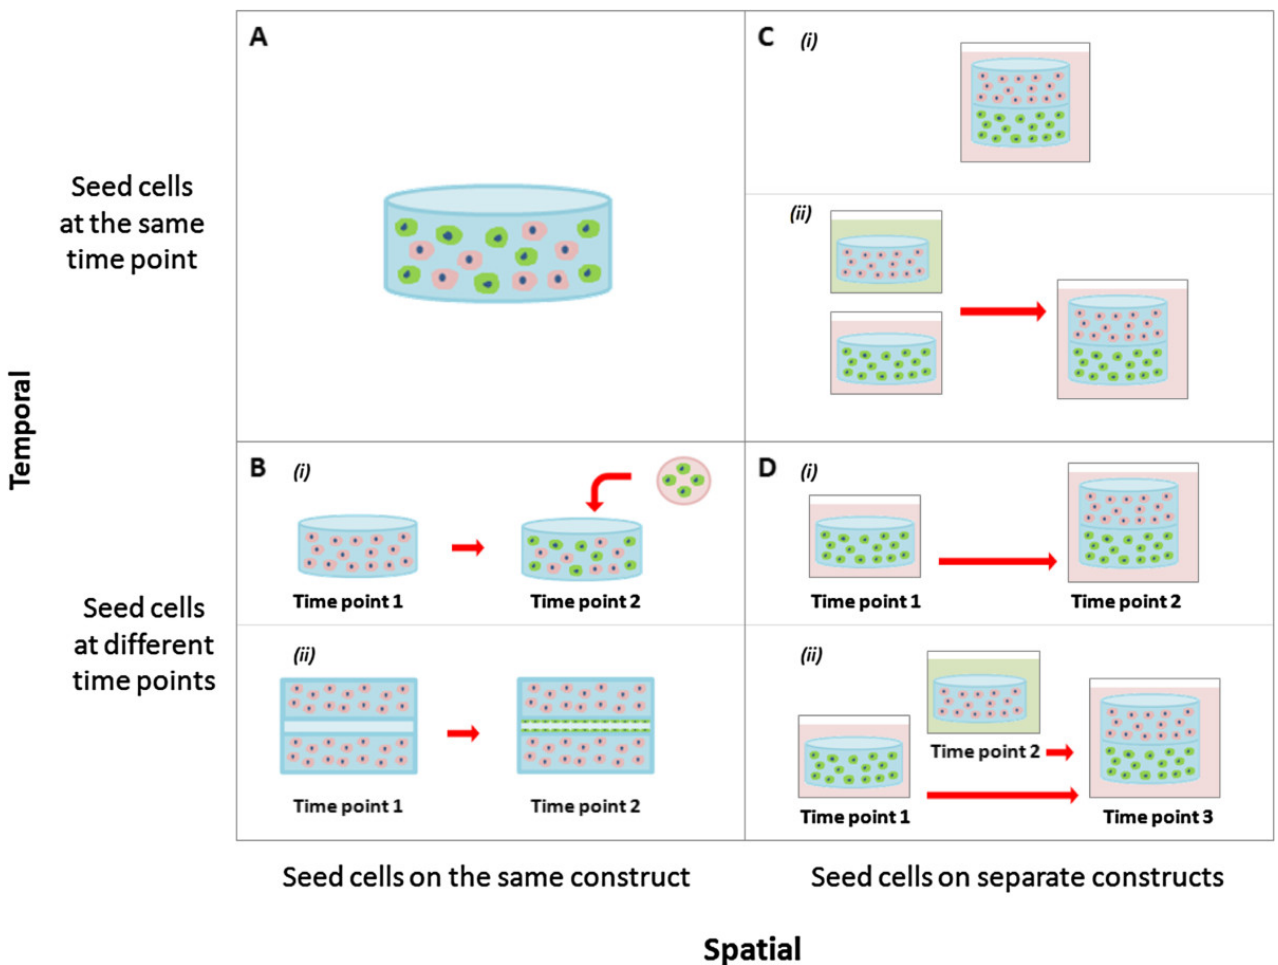 A
C (i)
Seed cells
at the same
time point
(ii)
Temporal
B (i)
Time point 1
Time point 2
D (i)
Time point 1
Time point 2
Seed cells
at different
time points
(ii)
Time point 1
Time point 2
(ii)
Time point 2
Time point 1
Time point 3
Seed cells on the same construct
Seed cells on separate constructs
Spatial